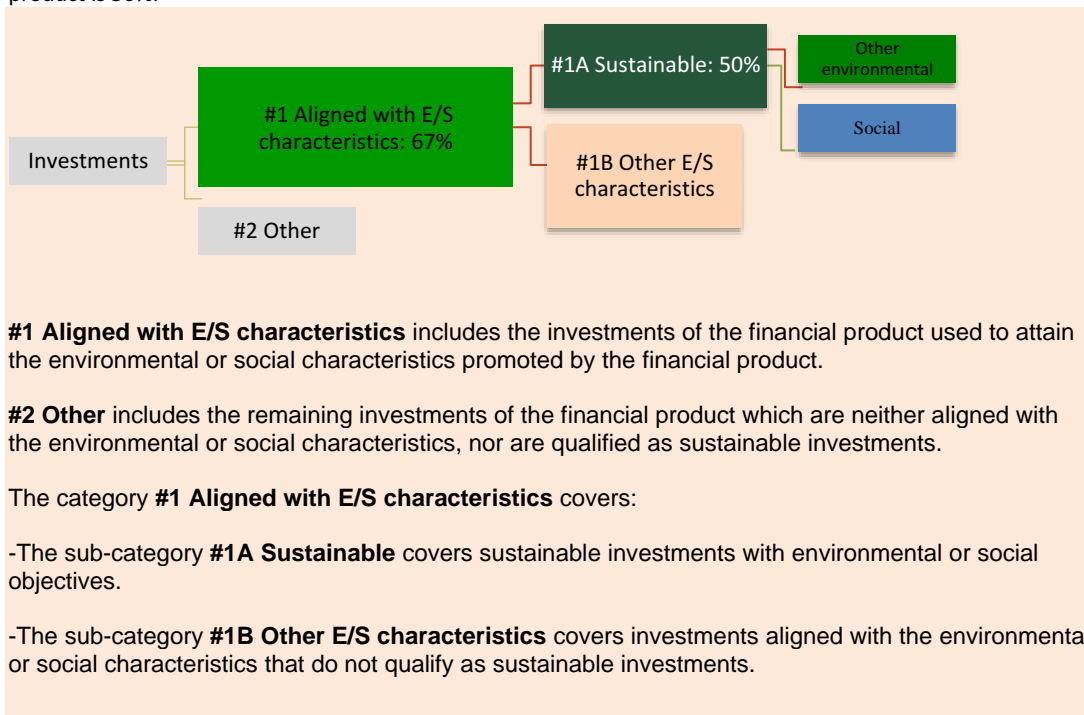 product is 50%.
#1A Sustainable: 50%
Other
environmental
#1 Aligned with E/S
characteristics: 67%
Social
Investments
#1B Other E/S
characteristics
#2 Other
#1 Aligned with E/S characteristics includes the investments of the financial product used to attain
the environmental or social characteristics promoted by the financial product.
#2 Other includes the remaining investments of the financial product which are neither aligned with
the environmental or social characteristics, nor are qualified as sustainable investments.
The category #1 Aligned with E/S characteristics covers:
-The sub-category #1A Sustainable covers sustainable investments with environmental or social
objectives.
-The sub-category #1B Other E/S characteristics covers investments aligned with the environmenta
or social characteristics that do not qualify as sustainable investments.